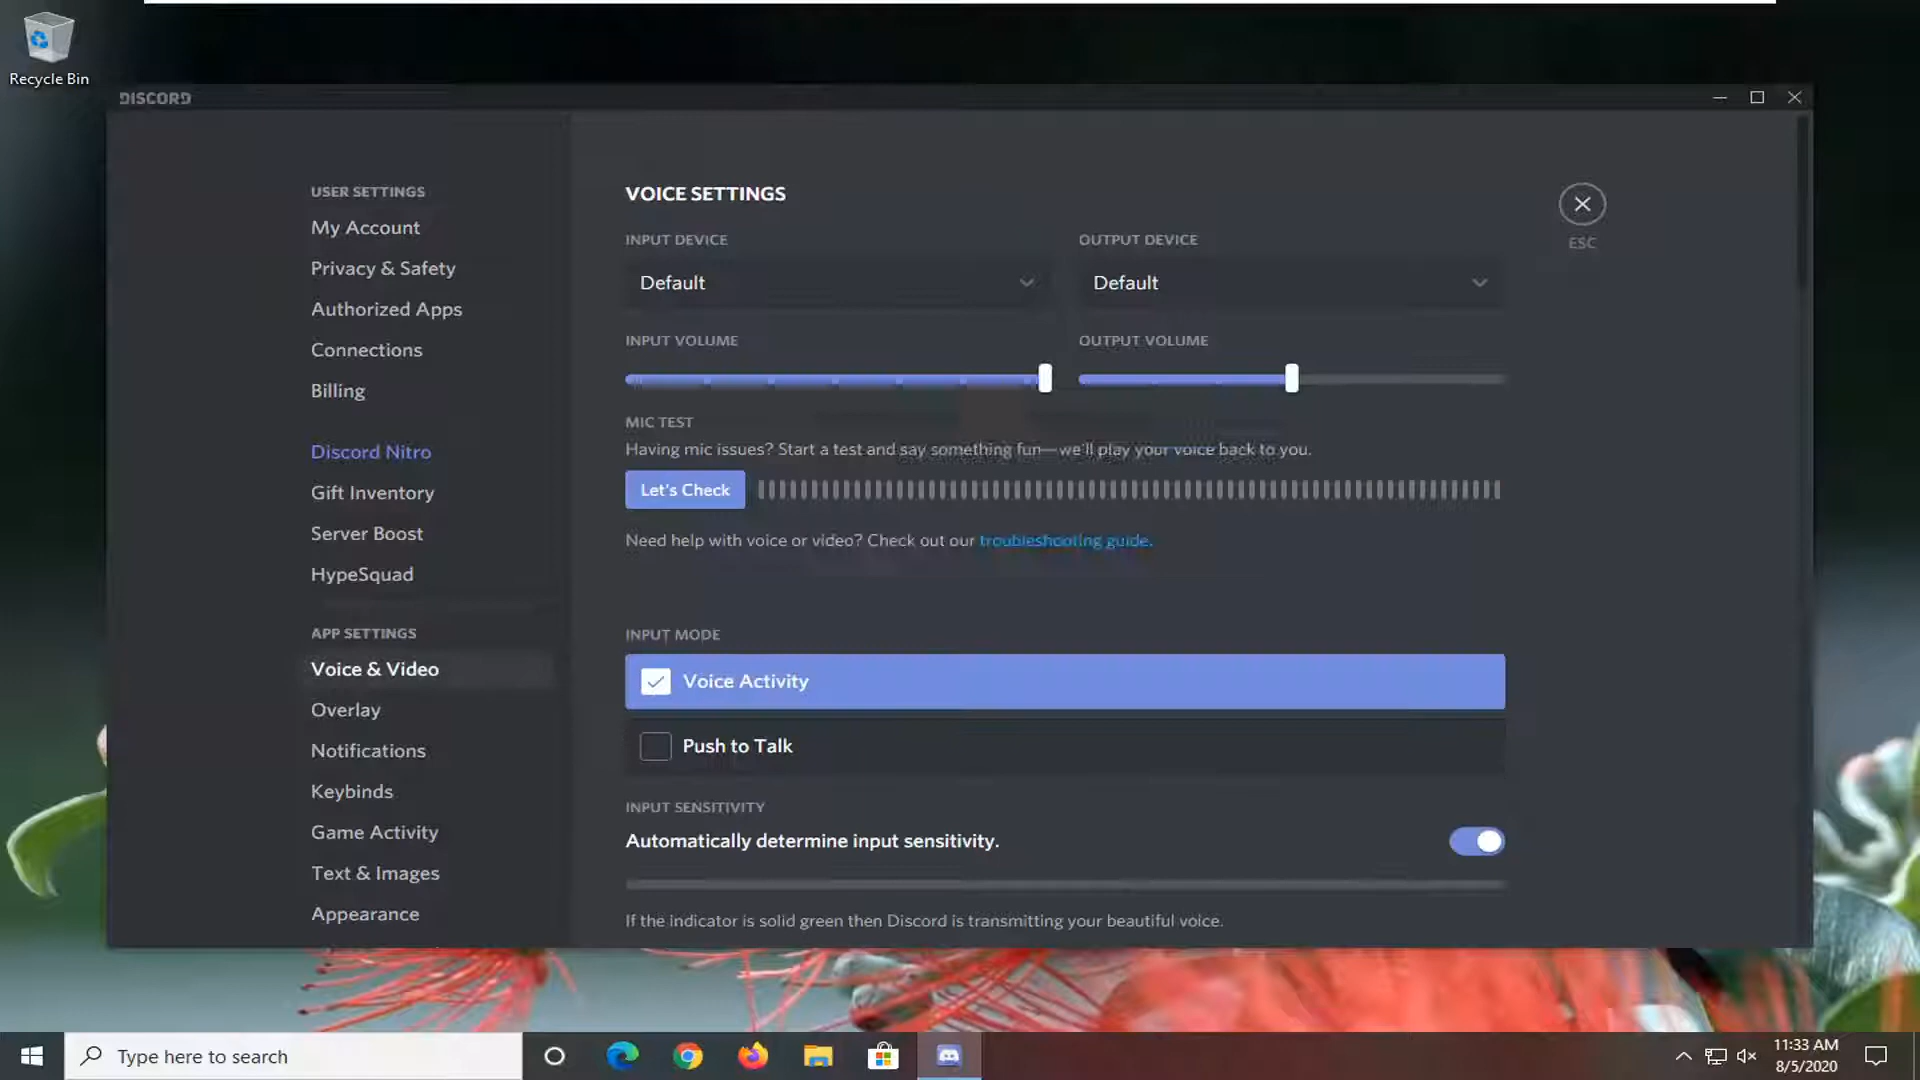 Recycle Bin
DISCORD
USER SETTINGS
My Account
Privacy & Safety
Authorized Apps
Connections
Billing
Discord Nitro
Gift Inventory
Server Boost
HypeSquad
APP SETTINGS
Voice & Video
Overlay
Notifications
Keybinds
Game Activity
Text & Images
Appearance
VOICE SETTINGS
ESC
INPUT DEVICE
Default
OUTPUT DEVICE
Default
INPUT VOLUME
OUTPUT VOLUME
MIC TEST
Having mic issues? Start a test and say something fun—we'll play your voice back to you.
Let's Check
Need help with voice or video? Check out our troubleshooting guide.
INPUT MODE
Voice Activity
Push to Talk
INPUT SENSITIVITY
Automatically determine input sensitivity.
If the indicator is solid green then Discord is transmitting your beautiful voice.
Type here to search
11:33 AM
8/5/2020